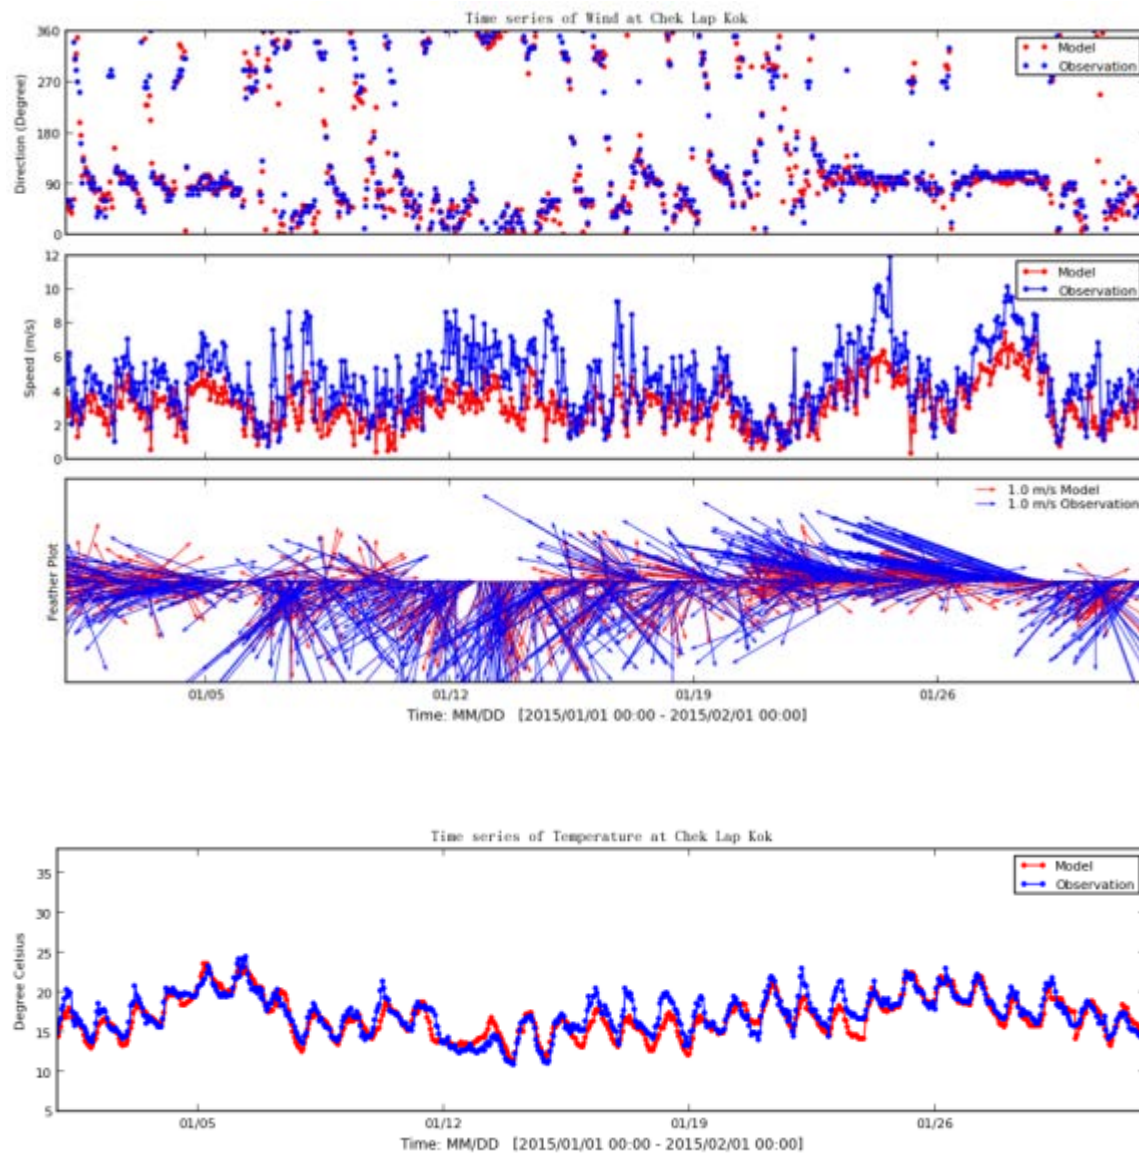 Time series of Wind at Chek Lap Kok
360
270
180
90
0
Direction (Degree)
Model
Observation
12
10
8
6
4
2
0
Speed (m/s)
Model
Observation
Feather Plot
1.0 m/s Model
1.0 m/s Observation
01/05 01/12 01/19 01/26
Time: MM/DD [2015/01/01 00:00 - 2015/02/01 00:00]
Time series of Temperature at Chek Lap Kok
35
30
25
20
15
10
5
Degree Celsius
Model
Observation
01/05 01/12 01/19 01/26
Time: MM/DD [2015/01/01 00:00 - 2015/02/01 00:00]